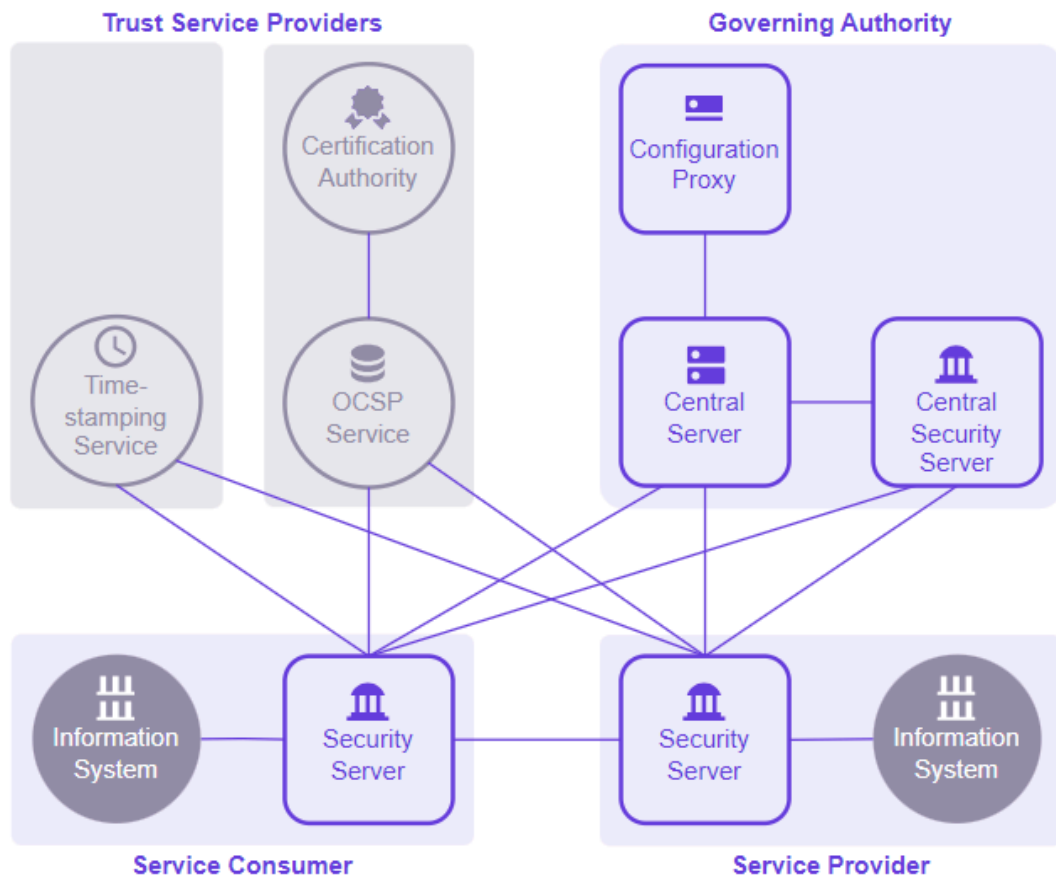 Trust Service Providers
Governing Authority
Certification
Authority
Configuration
Proxy
Time-
stamping
Service
OCSP
Service
Central
Server
Central
Security
Server
Information
System
Security
Server
Security
Server
Information
System
Service Consumer
Service Provider